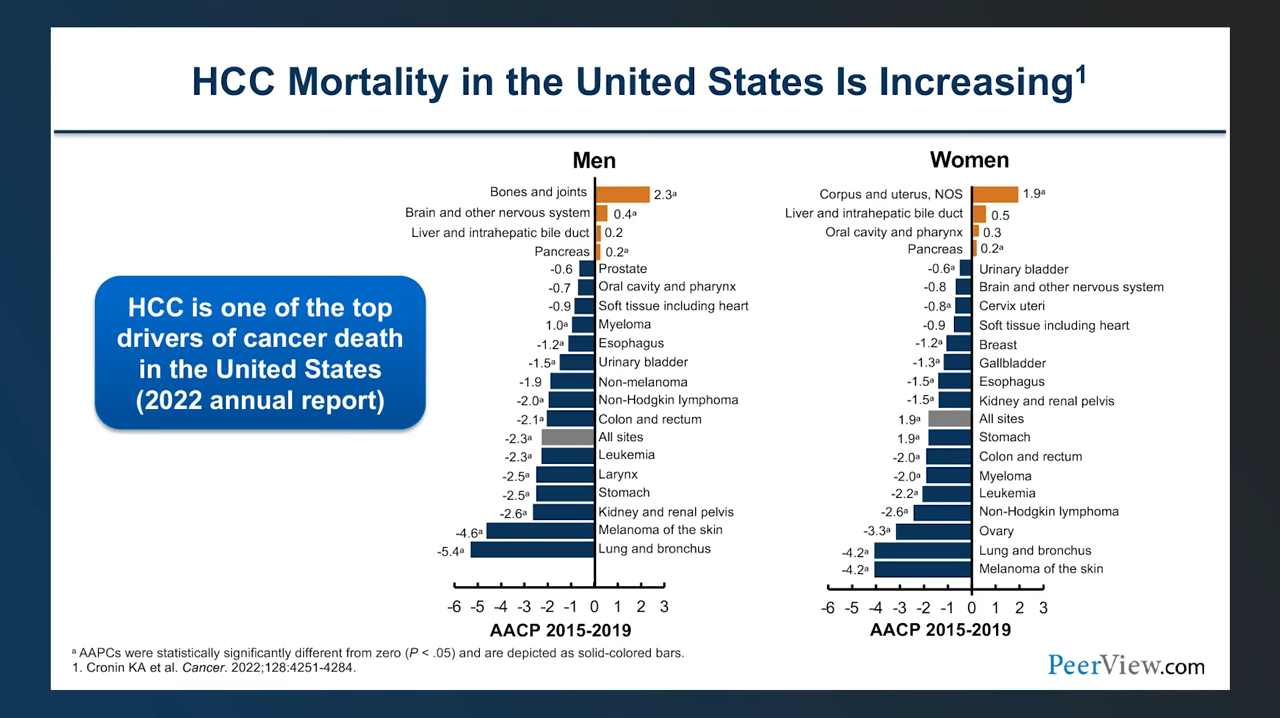 HCC Mortality in the United States Is Increasing¹
HCC is one of the top
drivers of cancer death
in the United States
(2022 annual report)
Men
Bones and joints 2.3ᵃ
Brain and other nervous system 0.4ᵃ
Liver and intrahepatic bile duct 0.2
Pancreas 0.2ᵃ
-0.6 Prostate
-0.7 Oral cavity and pharynx
-0.9 Soft tissue including heart
1.0ᵃ Myeloma
-1.2ᵃ Esophagus
-1.5ᵃ Urinary bladder
-1.9 Non-melanoma
-2.0ᵃ Non-Hodgkin lymphoma
-2.1ᵃ Colon and rectum
-2.3ᵃ All sites
-2.3ᵃ Leukemia
-2.5ᵃ Larynx
-2.5ᵃ Stomach
-2.6ᵃ Kidney and renal pelvis
-4.6ᵃ Melanoma of the skin
-5.4ᵃ Lung and bronchus
-6 -5 -4 -3 -2 -1 0 1 2 3
AACP 2015-2019
Women
Corpus and uterus, NOS 1.9ᵃ
Liver and intrahepatic bile duct 0.5
Oral cavity and pharynx 0.3
Pancreas 0.2ᵃ
-0.6ᵃ Urinary bladder
-0.8 Brain and other nervous system
-0.8ᵃ Cervix uteri
-0.9 Soft tissue including heart
-1.2ᵃ Breast
-1.3ᵃ Gallbladder
-1.5ᵃ Esophagus
-1.5ᵃ Kidney and renal pelvis
1.9ᵃ All sites
1.9ᵃ Stomach
-2.0ᵃ Colon and rectum
-2.0ᵃ Myeloma
-2.2ᵃ Leukemia
-2.6ᵃ Non-Hodgkin lymphoma
-3.3ᵃ Ovary
-4.2ᵃ Lung and bronchus
-4.2ᵃ Melanoma of the skin
-6 -5 -4 -3 -2 -1 0 1 2 3
AACP 2015-2019
ᵃ AAPCs were statistically significantly different from zero (P < .05) and are depicted as solid-colored bars.
1. Cronin KA et al. Cancer. 2022;128:4251-4284.
PeerView.com